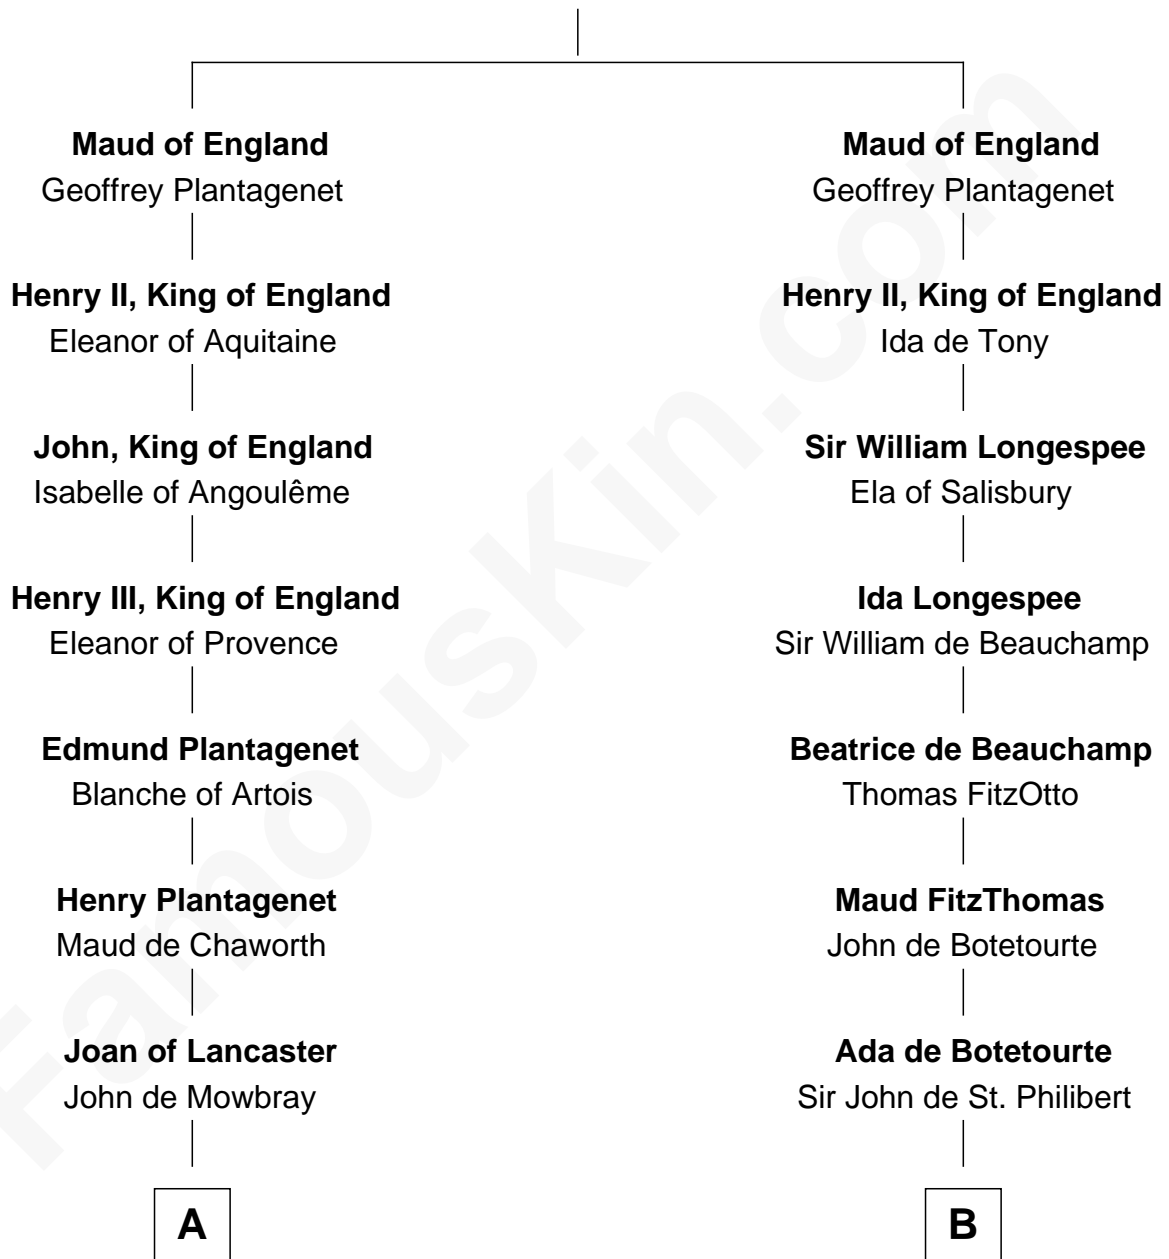 Maud of England
Geoffrey Plantagenet
Henry II, King of England
Eleanor of Aquitaine
John, King of England
Isabelle of Angoulême
Henry III, King of England
Eleanor of Provence
Edmund Plantagenet
Blanche of Artois
Henry Plantagenet
Maud de Chaworth
Joan of Lancaster
John de Mowbray
A
Maud of England
Geoffrey Plantagenet
Henry II, King of England
Ida de Tony
Sir William Longespee
Ela of Salisbury
Ida Longespee
Sir William de Beauchamp
Beatrice de Beauchamp
Thomas FitzOtto
Maud FitzThomas
John de Botetourte
Ada de Botetourte
Sir John de St. Philibert
B
FamousKin.com